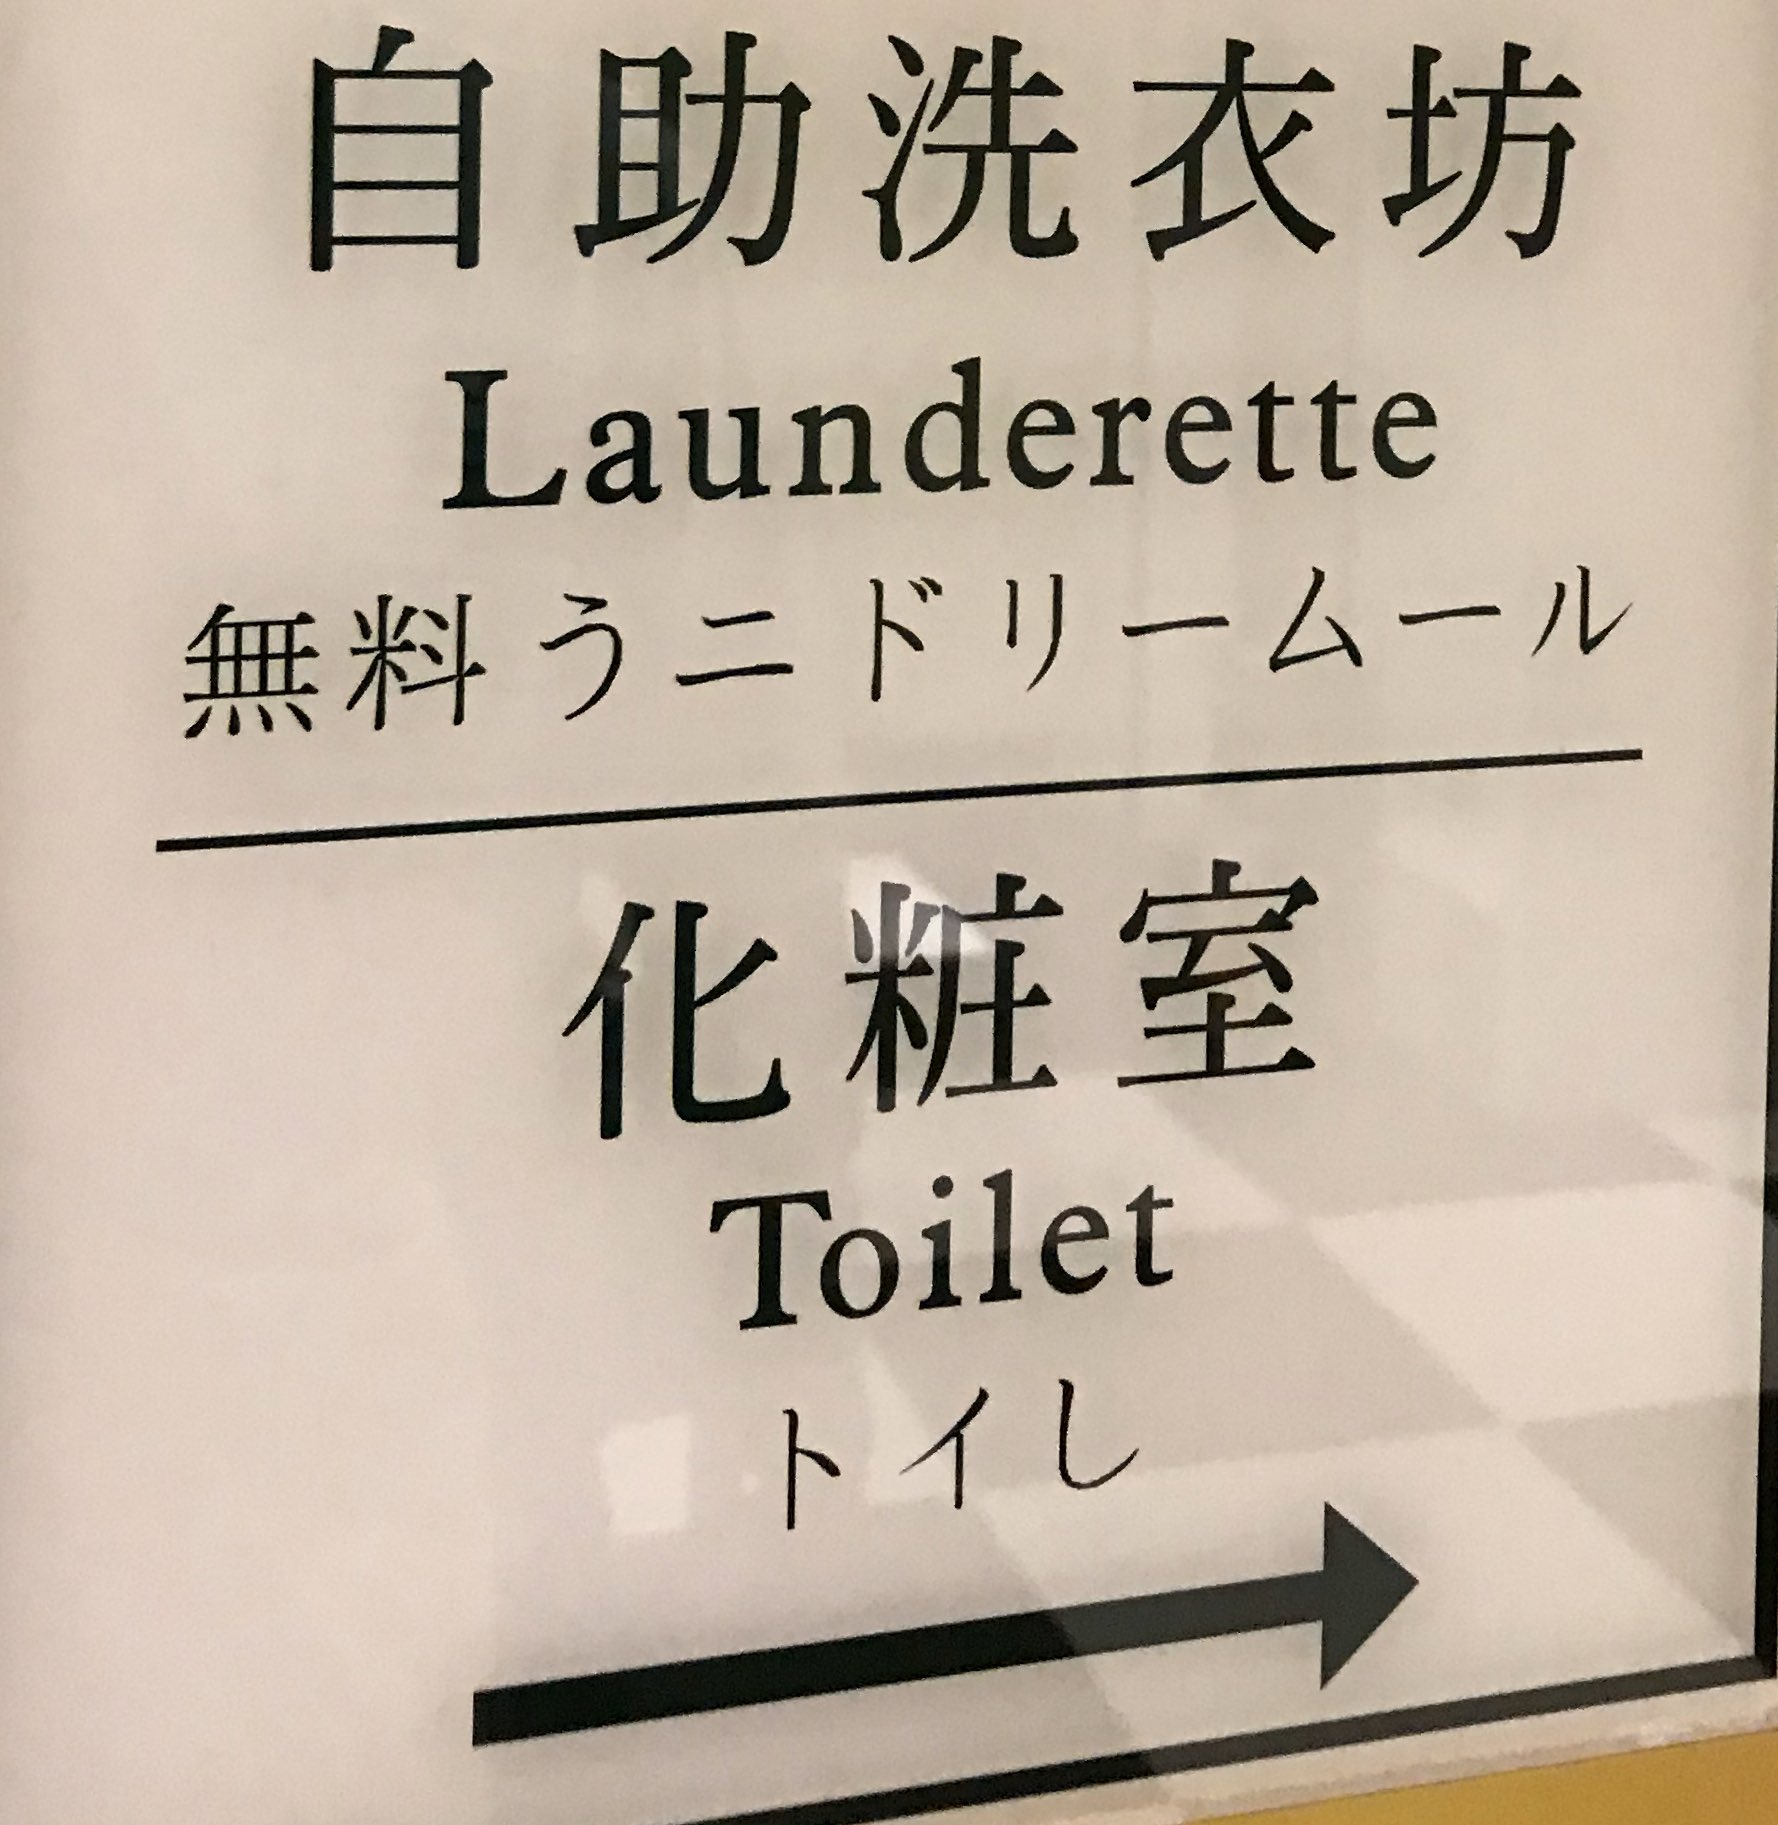 自助洗衣坊
Launderette
無料うニドリームール
化粧室
Toilet
トイし